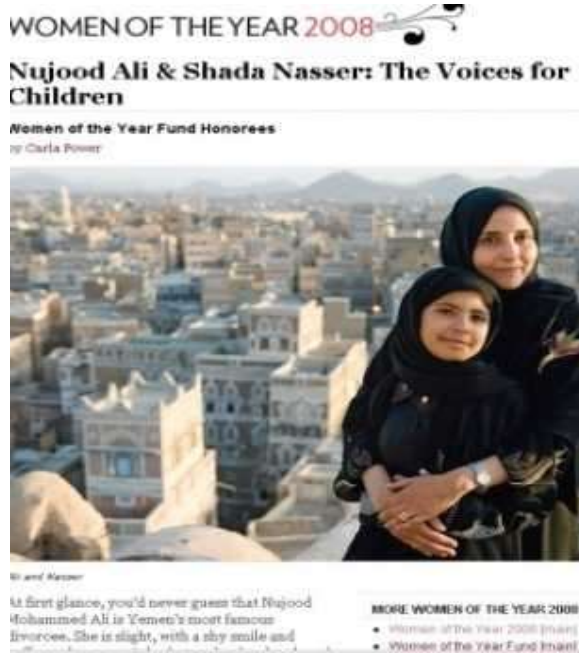 WOMEN OF THE YEAR 2008
Nujood Ali & Shada Nasser: The Voices for
Children
Women of the Year Fund Honorees
by Carla Power
Ali and Nasser
At first glance, you'd never guess that Nujood
Mohammed Ali is Yemen's most famous
divorcee. She is slight, with a shy smile and
MORE WOMEN OF THE YEAR 2008
• Women of the Year 2008 (main)
• Women of the Year Fund (main)